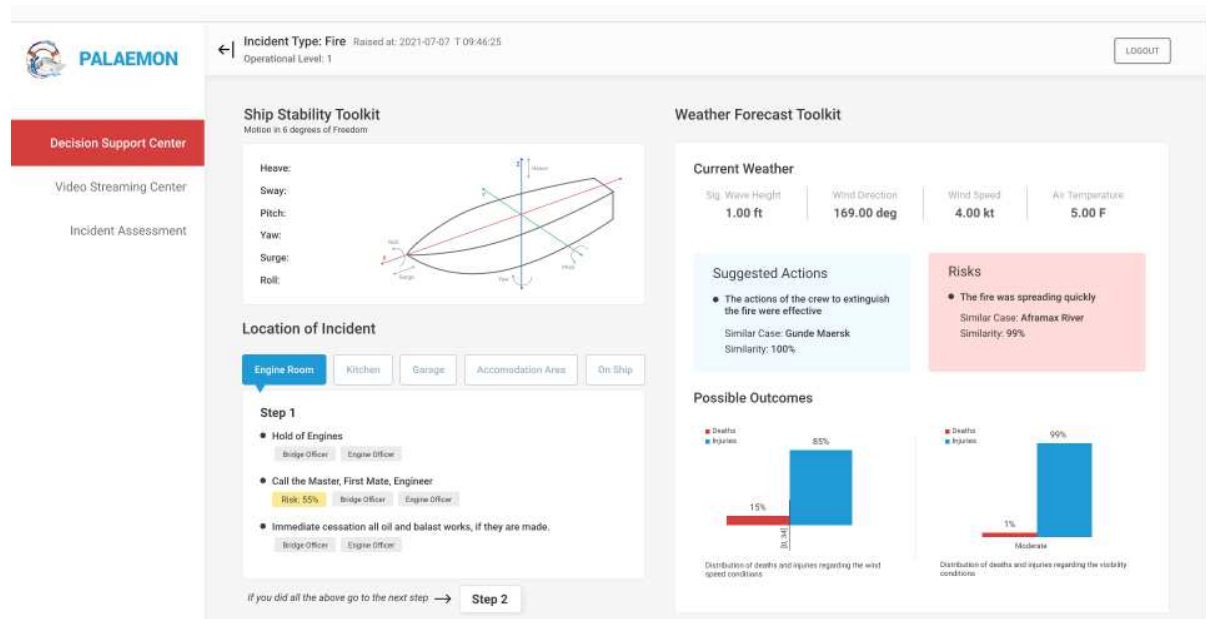 PALAEMON
Incident Type: Fire Raised at: 2021-07-07 T 09:46:25
Operational Level: 1
LOGOUT
Decision Support Center
Video Streaming Center
Incident Assessment
Ship Stability Toolkit
Motion in 6 degrees of Freedom
Heave:
Sway:
Pitch:
Yaw:
Surge:
Roll:
Z
Heave
Y
X
Roll
Surge
Yaw
Pitch
Location of Incident
Engine Room
Kitchen
Garage
Accomodation Area
On Ship
Step 1
Hold of Engines
Bridge Officer Engine Officer
Call the Master, First Mate, Engineer
Risk: 55% Bridge Officer Engine Officer
Immediate cessation all oil and balast works, if they are made.
Bridge Officer Engine Officer
If you did all the above go to the next step → Step 2
Weather Forecast Toolkit
Current Weather
Sig. Wave Height Wind Direction Wind Speed Air Temperature
1.00 ft 169.00 deg 4.00 kt 5.00 F
Suggested Actions
The actions of the crew to extinguish
the fire were effective
Similar Case: Gunde Maersk
Similarity: 100%
Risks
The fire was spreading quickly
Similar Case: Aframax River
Similarity: 99%
Possible Outcomes
Deaths
Injuries
85%
15%
[0, 34]
Distribution of deaths and injuries regarding the wind
speed conditions
Deaths
Injuries
99%
1%
Moderate
Distribution of deaths and injuries regarding the visibility
conditions